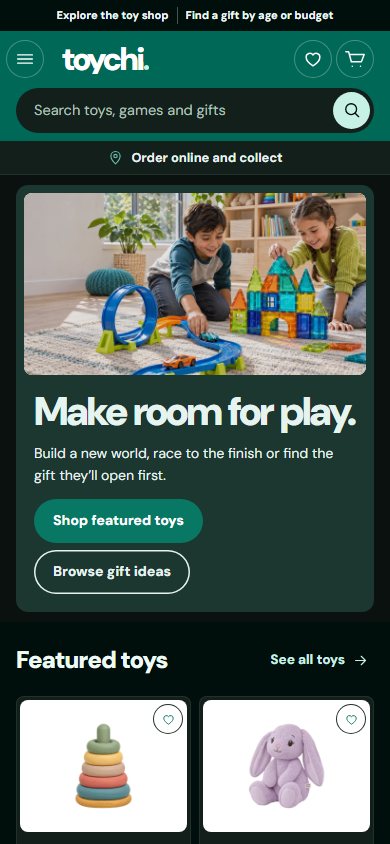 Explore the toy shop
Find a gift by age or budget
toychi.
Search toys, games and gifts
Order online and collect
Make room for play.
Build a new world, race to the finish or find the
gift they’ll open first.
Shop featured toys
Browse gift ideas
Featured toys
See all toys